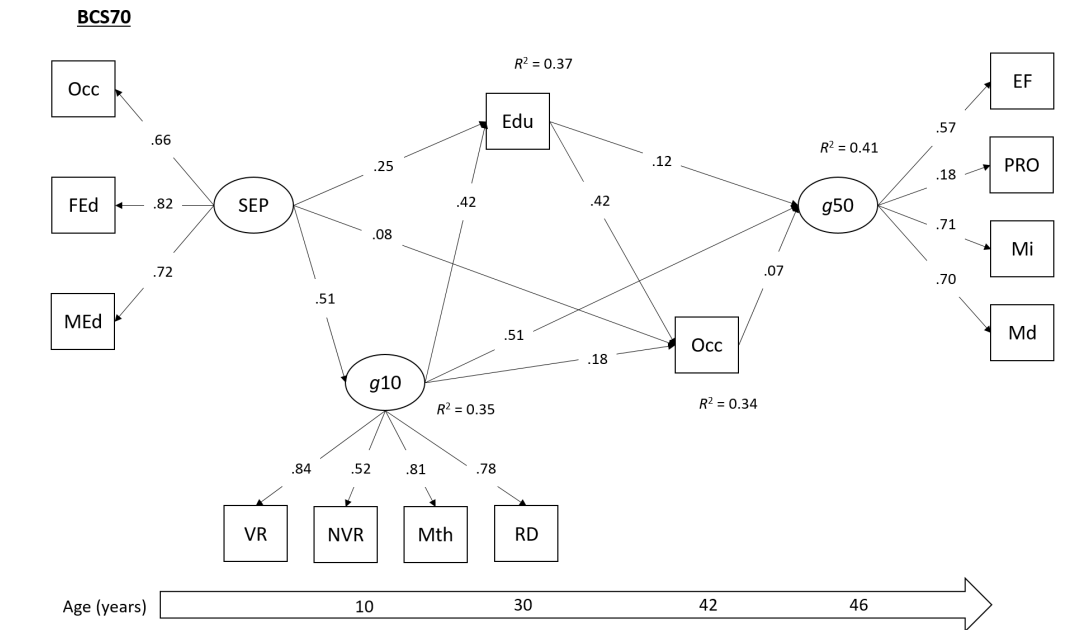 BCS70
R² = 0.37
Occ
EF
Edu
.66
.57
.12
R² = 0.41
.25
PRO
.18
FEd
.82
SEP
.42
.42
g50
.08
.71
Mi
.72
.70
.07
.51
MEd
.51
Occ
Md
.18
g10
R² = 0.35
R² = 0.34
.84
.52
.81
.78
VR
NVR
Mth
RD
Age (years)
10
30
42
46